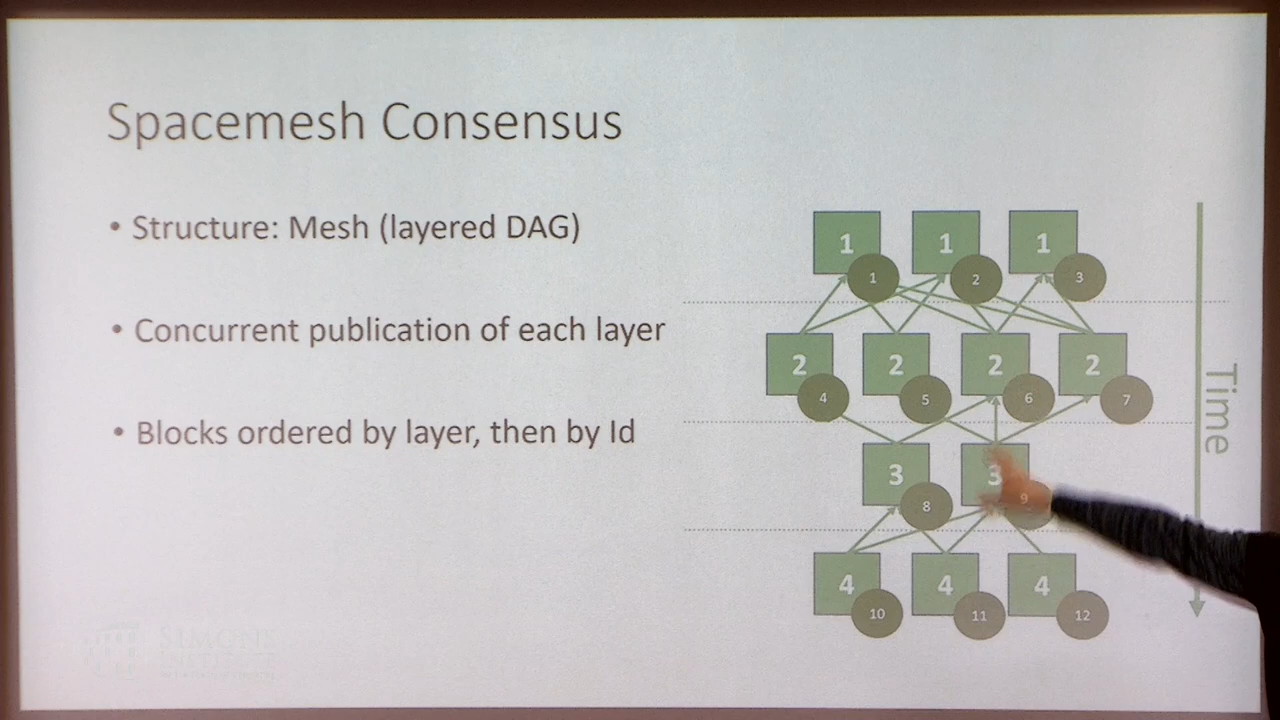 Spacemesh Consensus
• Structure: Mesh (layered DAG)
• Concurrent publication of each layer
• Blocks ordered by layer, then by Id
1 1 1
1 2 3
2 2 2 2
4 5 6 7
3 3
8 9
4 4 4
10 11 12
Time
SIMONS
INSTITUTE